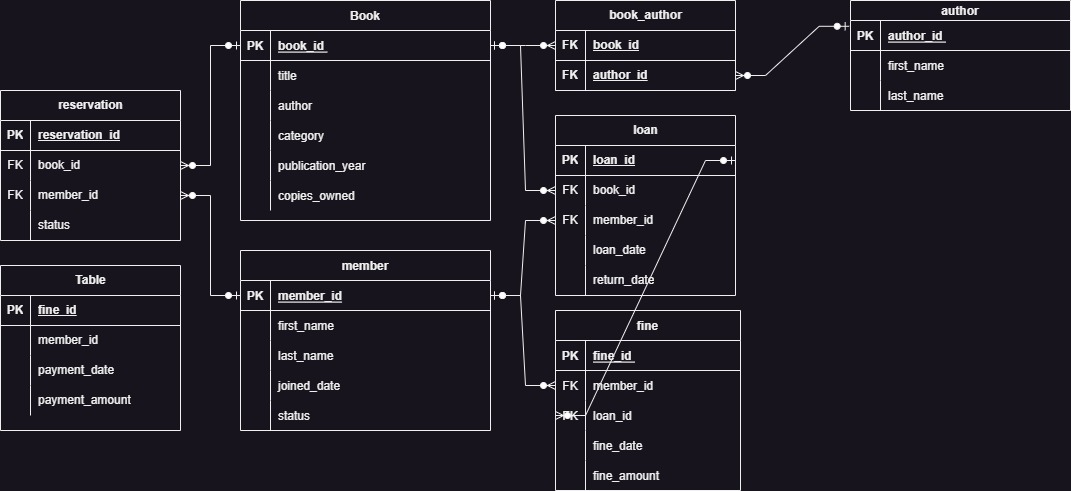 Book
PK book_id
title
author
category
publication_year
copies_owned
book_author
FK book_id
FK author_id
author
PK author_id
first_name
last_name
reservation
PK reservation_id
FK book_id
FK member_id
status
loan
PK loan_id
FK book_id
FK member_id
loan_date
return_date
Table
PK fine_id
member_id
payment_date
payment_amount
member
PK member_id
first_name
last_name
joined_date
status
fine
PK fine_id
FK member_id
FK loan_id
fine_date
fine_amount